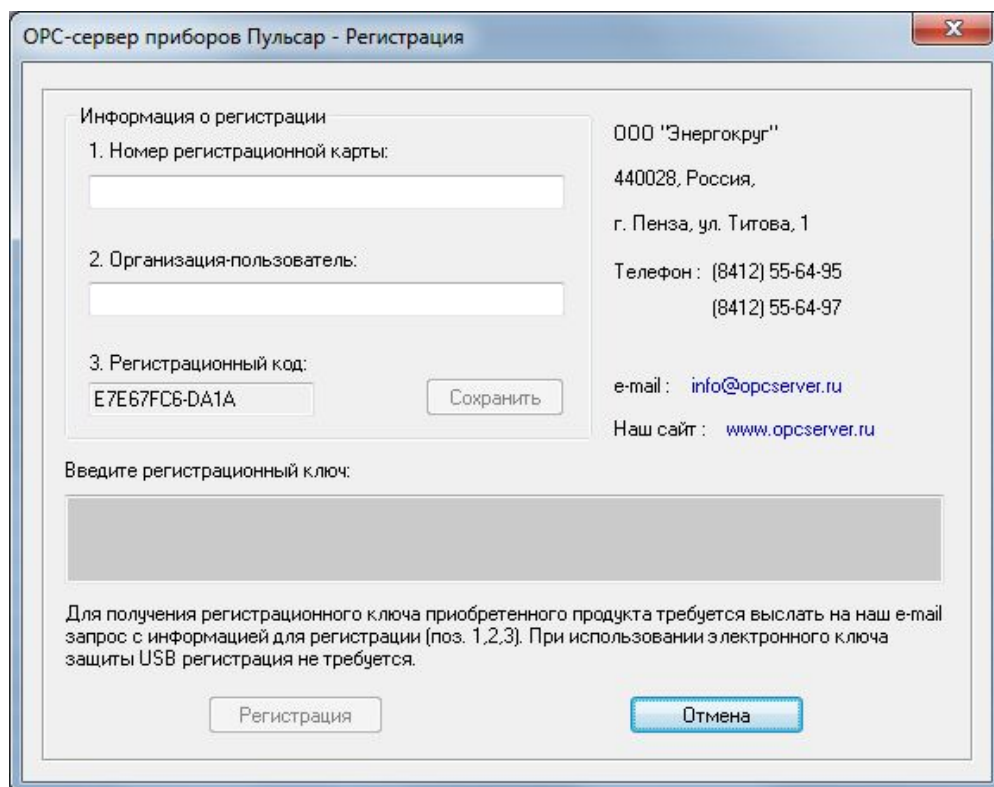 OPC-сервер приборов Пульсар - Регистрация
Информация о регистрации
1. Номер регистрационной карты:
2. Организация-пользователь:
3. Регистрационный код:
E7E67FC6-DA1A
Сохранить
ООО "Энергокруг"
440028, Россия,
г. Пенза, ул. Титова, 1
Телефон : (8412) 55-64-95
(8412) 55-64-97
e-mail : info@opcserver.ru
Наш сайт : www.opcserver.ru
Введите регистрационный ключ:
Для получения регистрационного ключа приобретенного продукта требуется выслать на наш e-mail
запрос с информацией для регистрации (поз. 1,2,3). При использовании электронного ключа
защиты USB регистрация не требуется.
Регистрация
Отмена